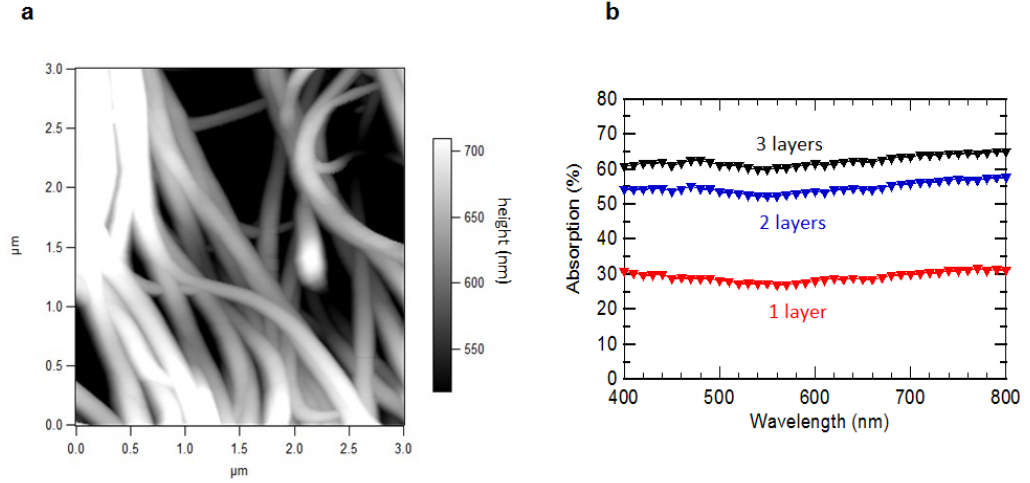 a
3.0
2.5
2.0
1.5
1.0
0.5
0.0
μm
0.0 0.5 1.0 1.5 2.0 2.5 3.0
μm
700
650
600
550
height (nm)
b
80
70
60
50
40
30
20
10
0
Absorption (%)
3 layers
2 layers
1 layer
400 500 600 700 800
Wavelength (nm)